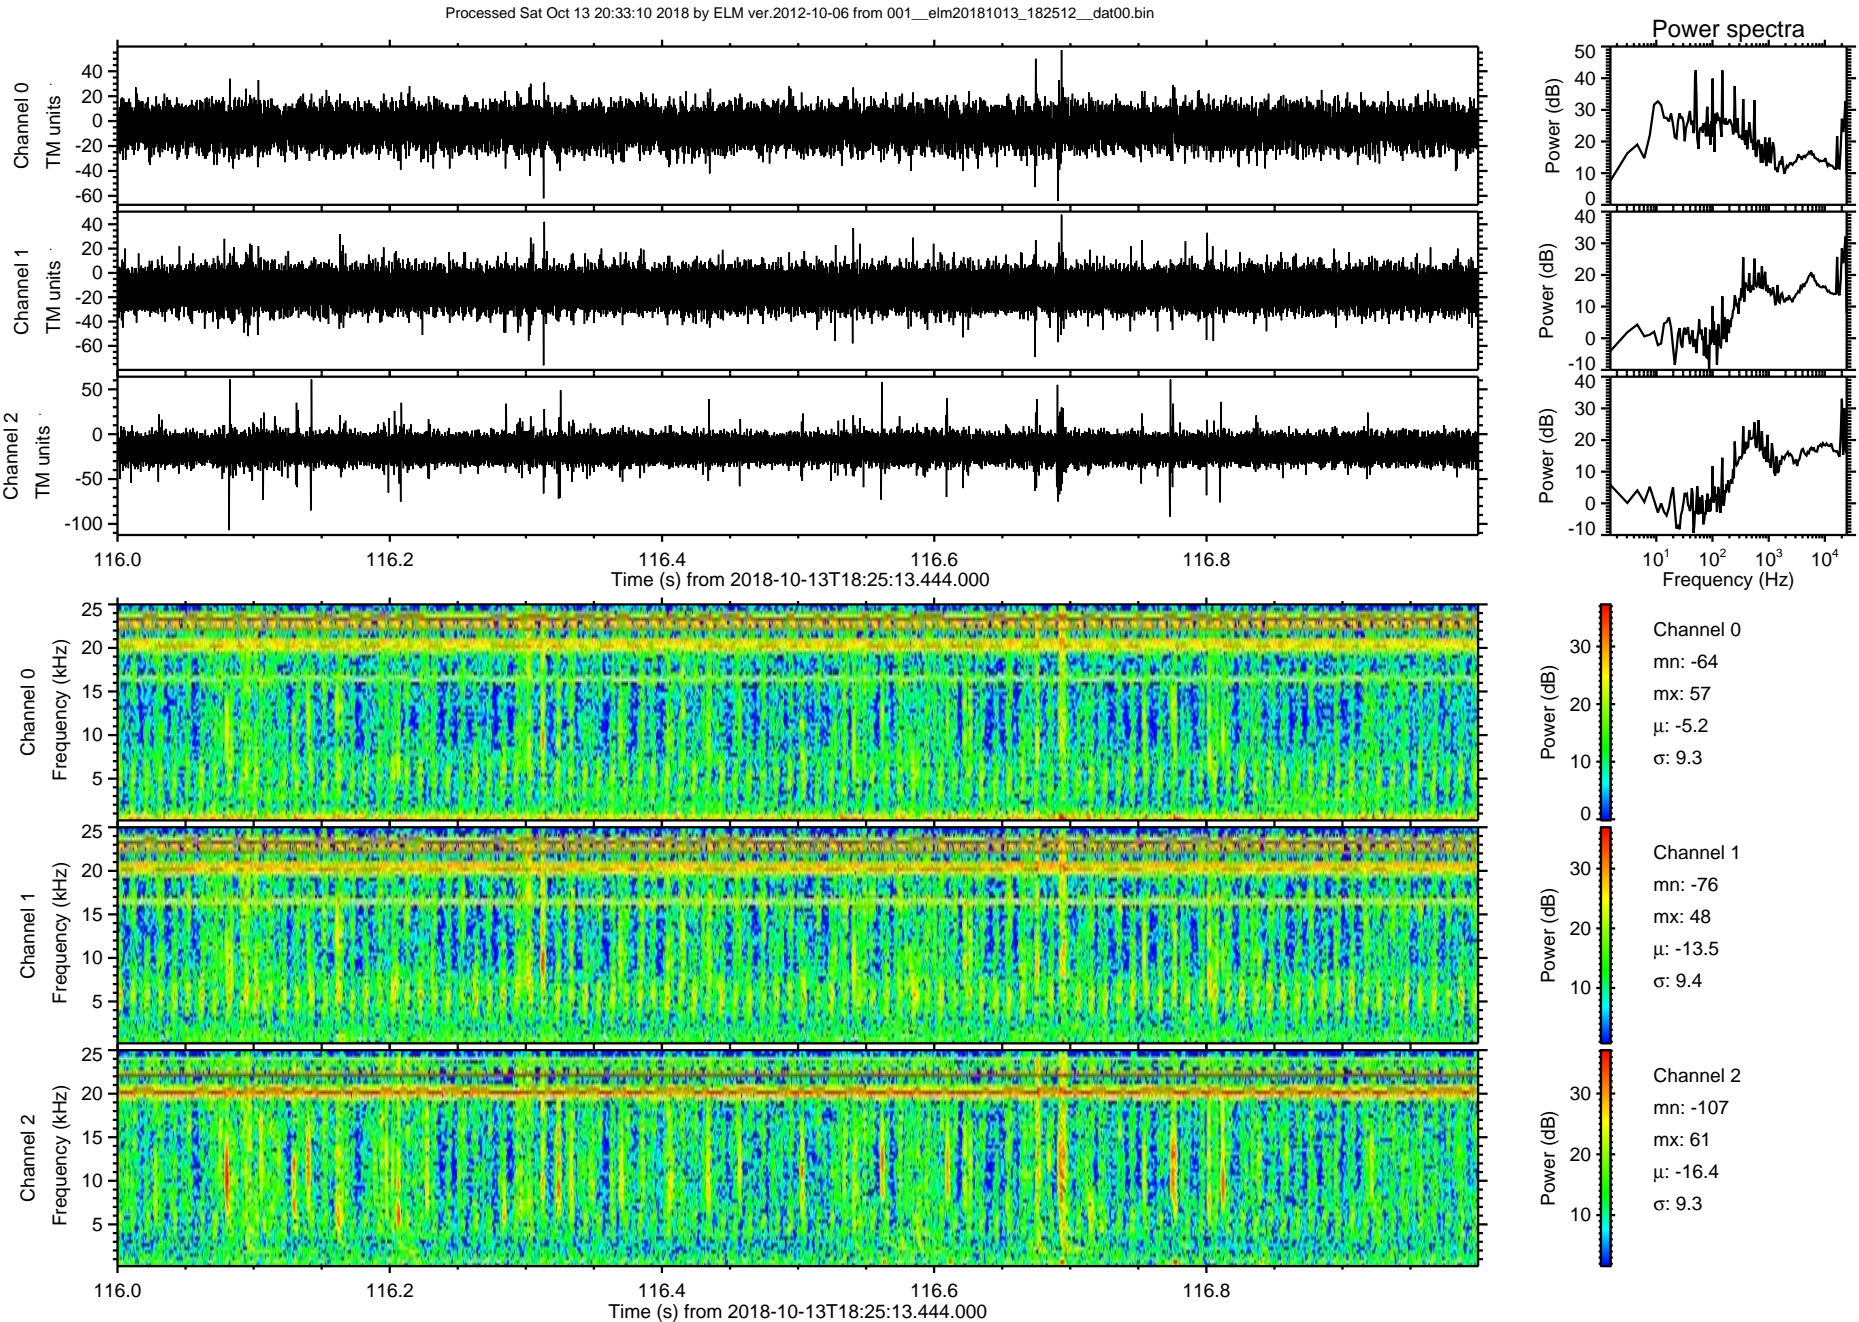 Processed Sat Oct 13 20:33:10 2018 by ELM ver.2012-10-06 from 001__elm20181013_182512__dat00.bin
Power spectra
Channel 0
TM units
40
20
0
-20
-40
-60
Power (dB)
50
40
30
20
10
0
Channel 1
TM units
40
20
0
-20
-40
-60
Power (dB)
40
30
20
10
0
-10
Channel 2
TM units
50
0
-50
-100
Power (dB)
40
30
20
10
0
-10
116.0 116.2 116.4 116.6 116.8
Time (s) from 2018-10-13T18:25:13.444.000
10^1 10^2 10^3 10^4
Frequency (Hz)
Channel 0
Frequency (kHz)
25
20
15
10
5
Power (dB)
30
20
10
0
Channel 0
mn: -64
mx: 57
μ: -5.2
σ: 9.3
Channel 1
Frequency (kHz)
25
20
15
10
5
Power (dB)
30
20
10
Channel 1
mn: -76
mx: 48
μ: -13.5
σ: 9.4
Channel 2
Frequency (kHz)
25
20
15
10
5
Power (dB)
30
20
10
Channel 2
mn: -107
mx: 61
μ: -16.4
σ: 9.3
116.0 116.2 116.4 116.6 116.8
Time (s) from 2018-10-13T18:25:13.444.000